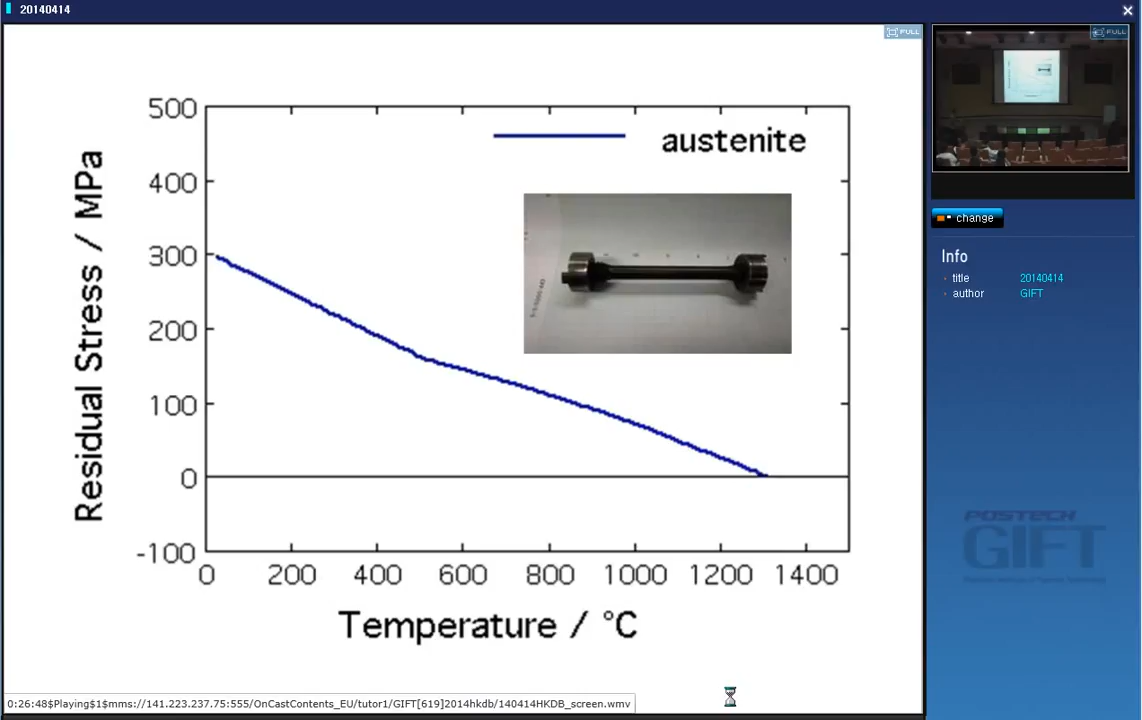 20140414
FULL
FULL
500
400
300
200
100
0
-100
Residual Stress / MPa
austenite
0 200 400 600 800 1000 1200 1400
Temperature / °C
change
Info
title 20140414
author GIFT
POSTECH
GIFT
0:26:48$Playing$1$mms://141.223.237.75:555/OnCastContents_EU/tutor1/GIFT[619]2014hkdb/140414HKDB_screen.wmv